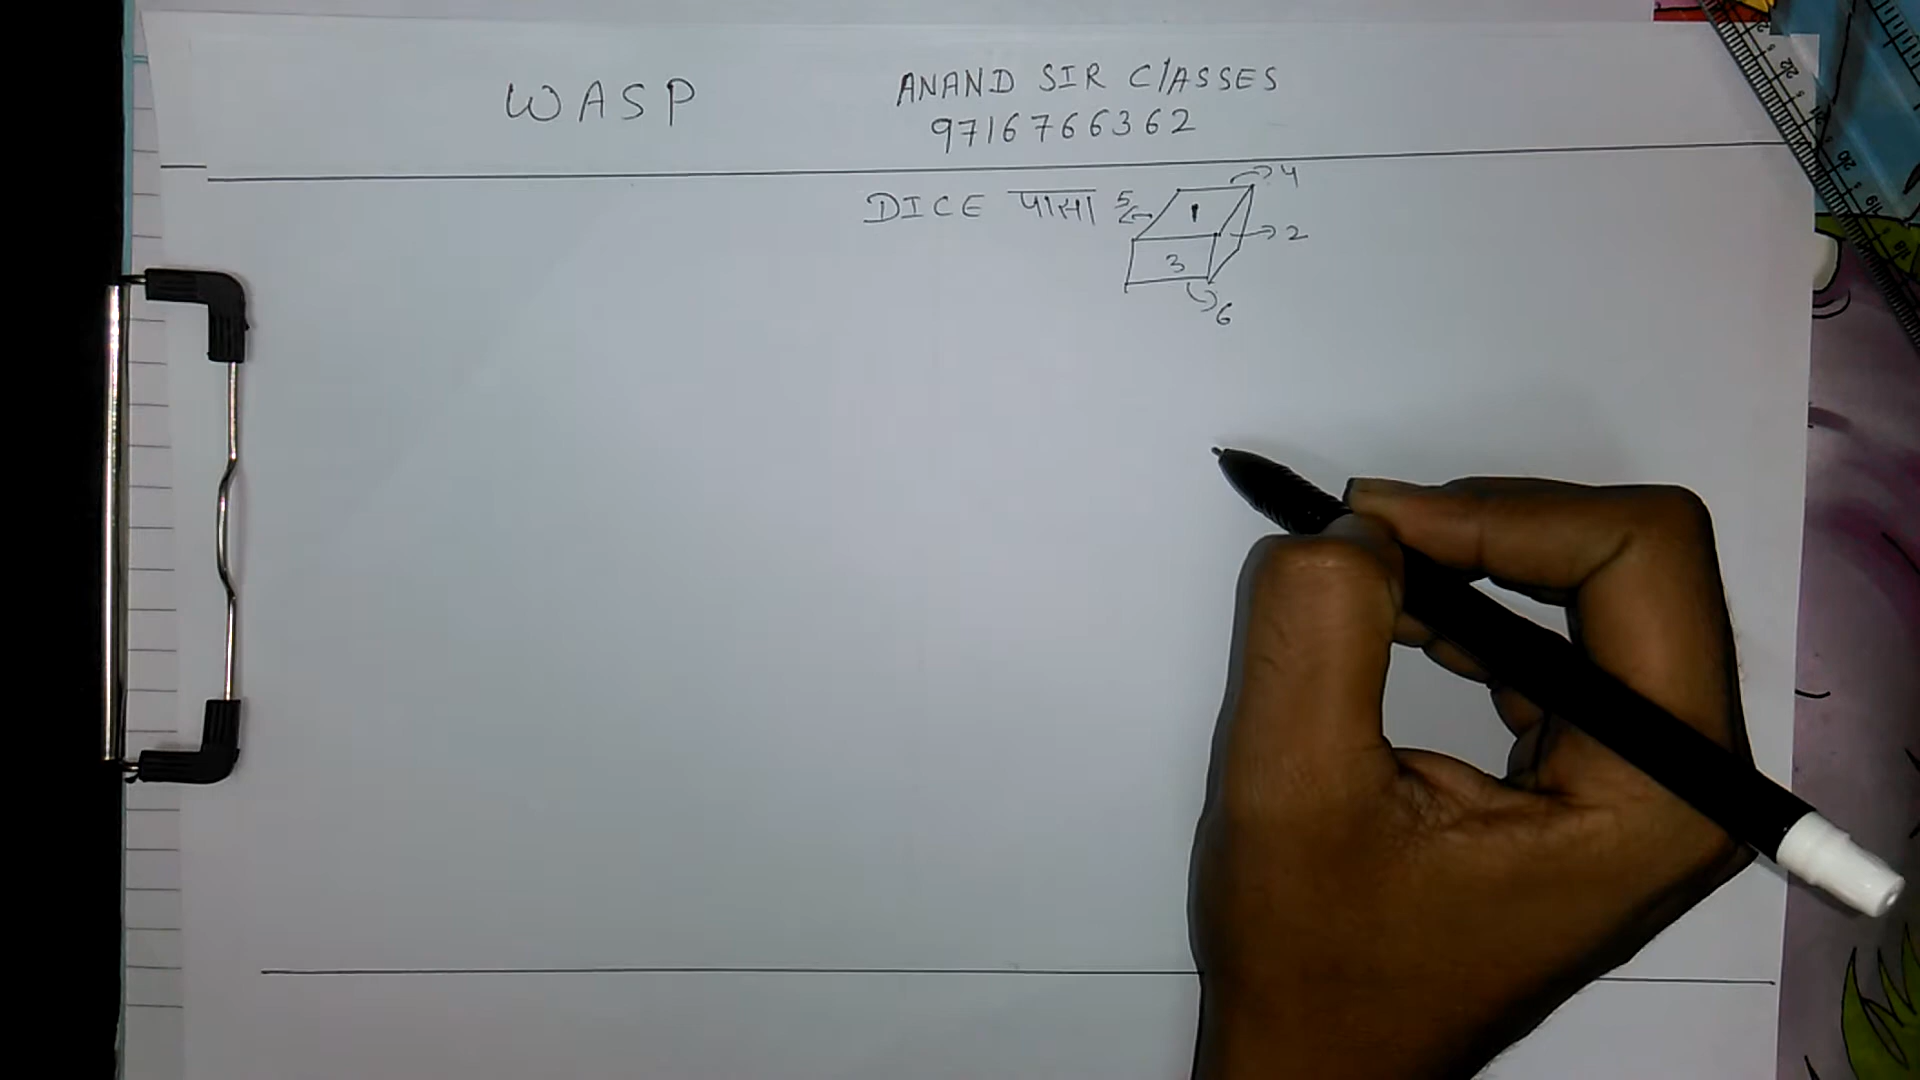 WASP
ANAND SIR CLASSES
9716766362
DICE पासा
5
4
1
2
3
6